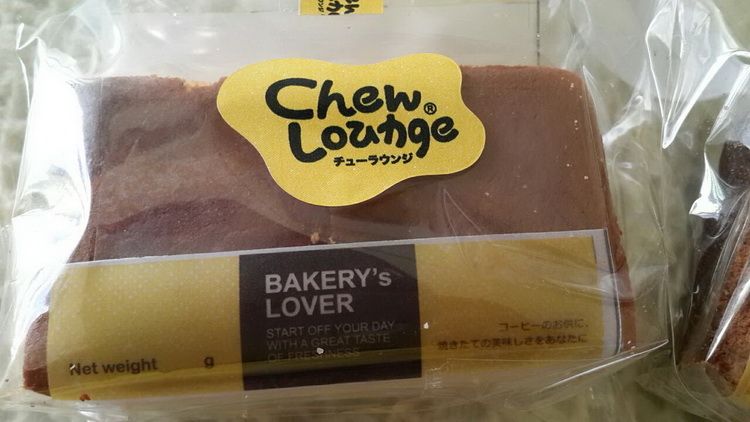 Chew®
Lounge
チューラウンジ
BAKERY's
LOVER
START OFF YOUR DAY
WITH A GREAT TASTE
OF FRESHNESS
Net weight g
コーヒーのお供に、
焼きたての美味しさをあなたに